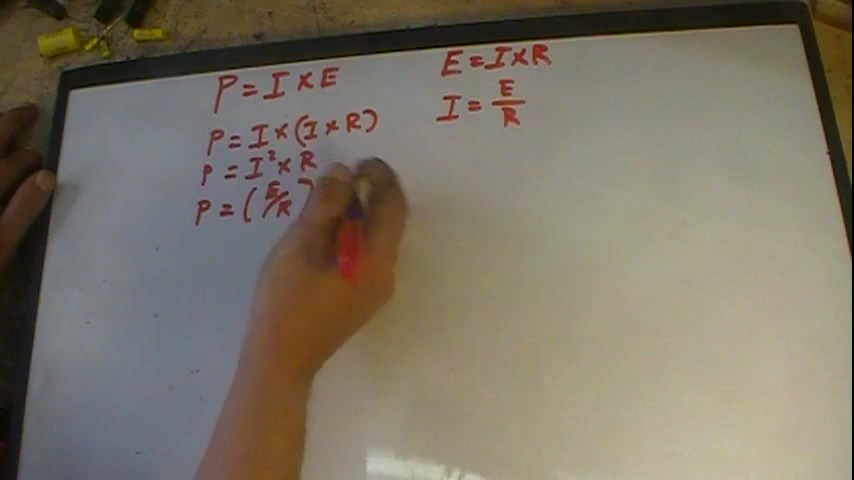 P = I x E
P = I x (I x R)
P = I² x R
P = (E/R)
E = I x R
I = E/R